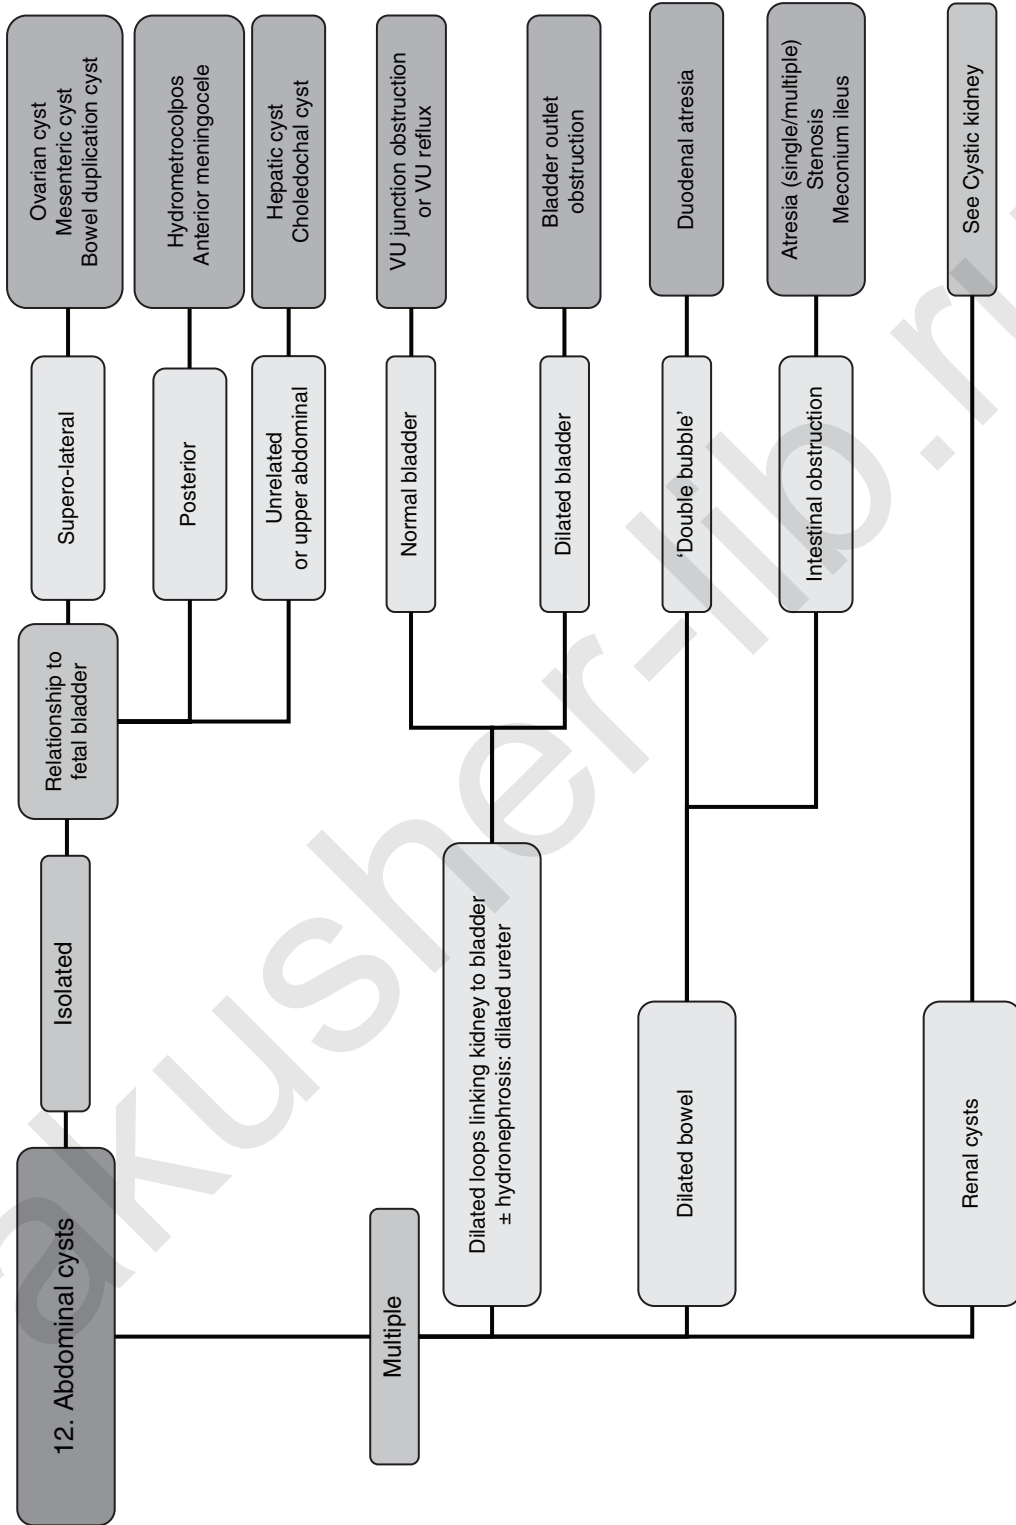 12. Abdominal cysts
Isolated
Relationship to
fetal bladder
Supero-lateral
Ovarian cyst
Mesenteric cyst
Bowel duplication cyst
Posterior
Hydrometrocolpos
Anterior meningocele
Unrelated
or upper abdominal
Hepatic cyst
Choledochal cyst
Multiple
Dilated loops linking kidney to bladder
± hydronephrosis: dilated ureter
Normal bladder
VU junction obstruction
or VU reflux
Dilated bladder
Bladder outlet
obstruction
Dilated bowel
‘Double bubble’
Duodenal atresia
Intestinal obstruction
Atresia (single/multiple)
Stenosis
Meconium ileus
Renal cysts
See Cystic kidney
akusher-lib.r